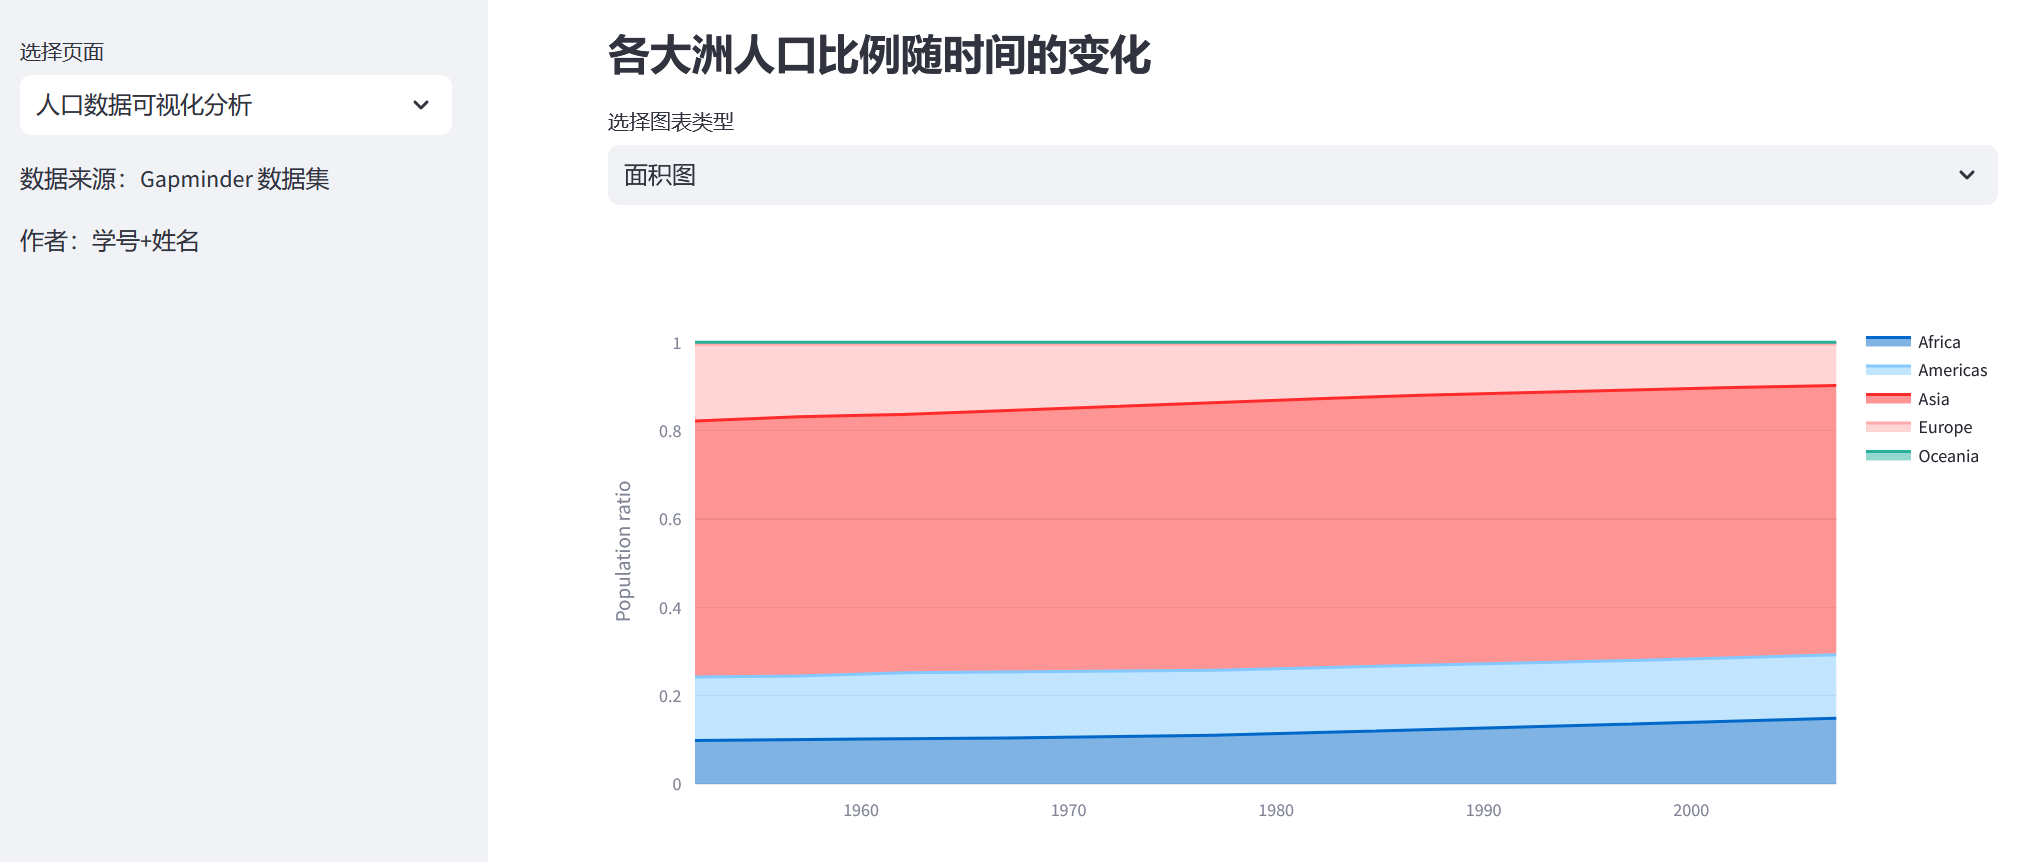 选择页面
人口数据可视化分析
数据来源：Gapminder 数据集
作者：学号+姓名
各大洲人口比例随时间的变化
选择图表类型
面积图
Population ratio
1
0.8
0.6
0.4
0.2
0
1960 1970 1980 1990 2000
Africa
Americas
Asia
Europe
Oceania